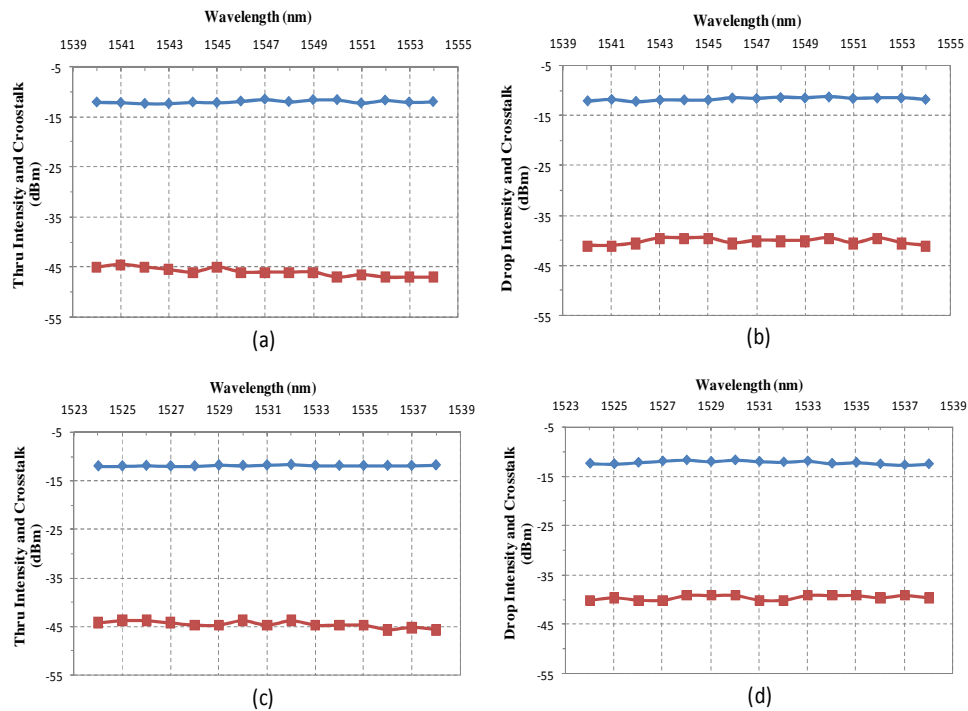 Wavelength (nm)
1539 1541 1543 1545 1547 1549 1551 1553 1555
-5
-15
-25
-35
-45
-55
Thru Intensity and Croosstalk
(dBm)
(a)
Wavelength (nm)
1539 1541 1543 1545 1547 1549 1551 1553 1555
-5
-15
-25
-35
-45
-55
Drop Intensity and Crosstalk
(dBm)
(b)
Wavelength (nm)
1523 1525 1527 1529 1531 1533 1535 1537 1539
-5
-15
-25
-35
-45
-55
Thru Intensity and Crosstalk
(dBm)
(c)
Wavelength (nm)
1523 1525 1527 1529 1531 1533 1535 1537 1539
-5
-15
-25
-35
-45
-55
Drop Intensity and Crosstalk
(dBm)
(d)